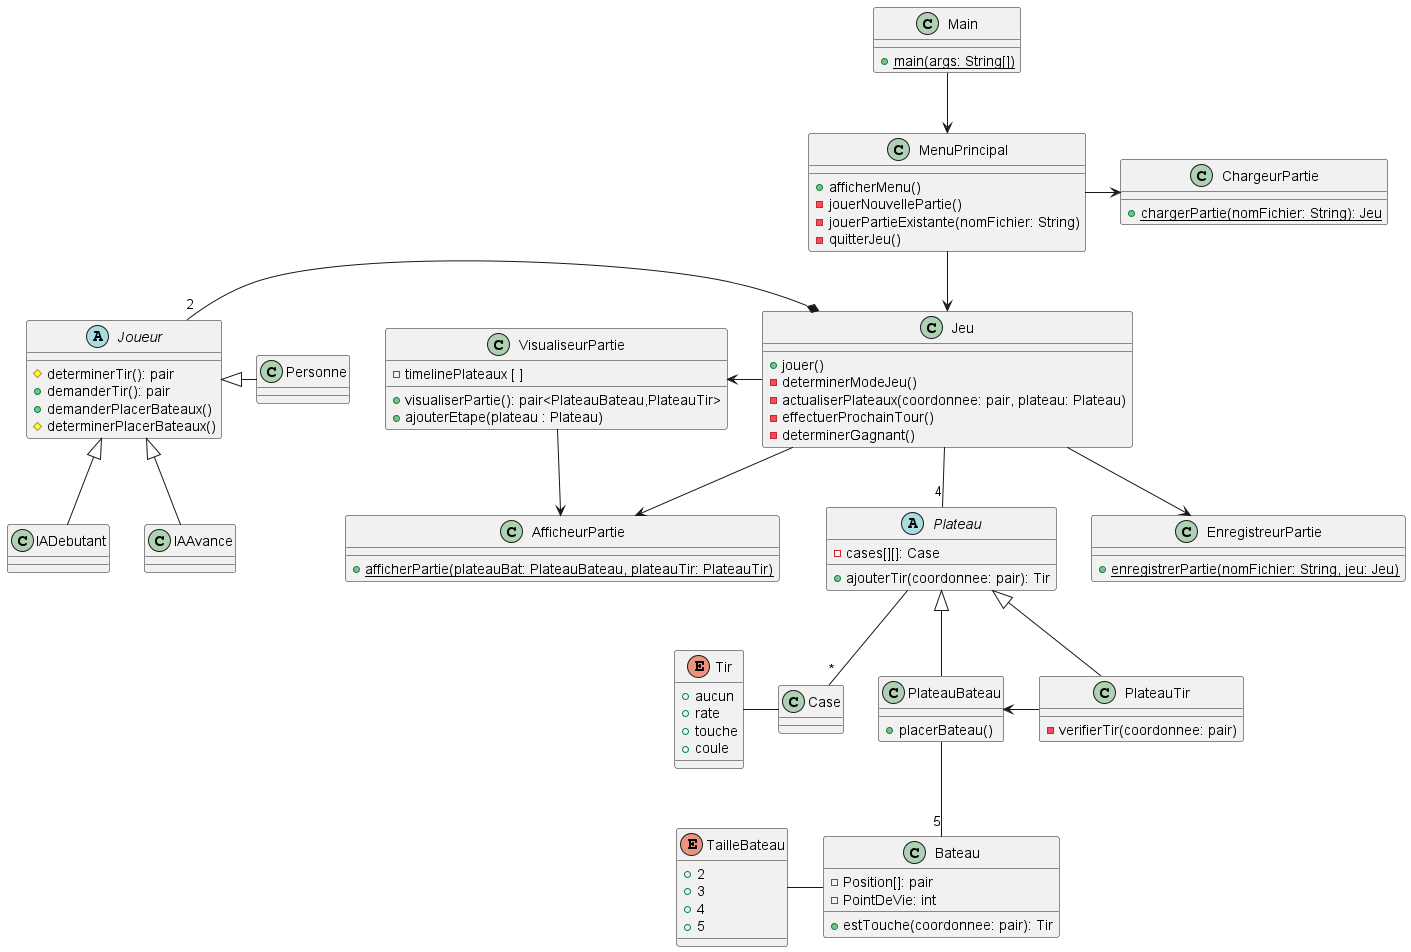 C Main
main(args: String[])
C MenuPrincipal
afficherMenu()
jouerNouvellePartie()
jouerPartieExistante(nomFichier: String)
quitterJeu()
C ChargeurPartie
chargerPartie(nomFichier: String): Jeu
2
A Joueur
determinerTir(): pair
demanderTir(): pair
demanderPlacerBateaux()
determinerPlacerBateaux()
C Personne
C VisualiseurPartie
timelinePlateaux [ ]
visualiserPartie(): pair<PlateauBateau,PlateauTir>
ajouterEtape(plateau : Plateau)
C Jeu
jouer()
determinerModeJeu()
actualiserPlateaux(coordonnee: pair, plateau: Plateau)
effectuerProchainTour()
determinerGagnant()
4
C IADebutant
C IAAvance
C AfficheurPartie
afficherPartie(plateauBat: PlateauBateau, plateauTir: PlateauTir)
A Plateau
cases[][]: Case
ajouterTir(coordonnee: pair): Tir
C EnregistreurPartie
enregistrerPartie(nomFichier: String, jeu: Jeu)
*
E Tir
aucun
rate
touche
coule
C Case
C PlateauBateau
placerBateau()
C PlateauTir
verifierTir(coordonnee: pair)
5
E TailleBateau
2
3
4
5
C Bateau
Position[]: pair
PointDeVie: int
estTouche(coordonnee: pair): Tir